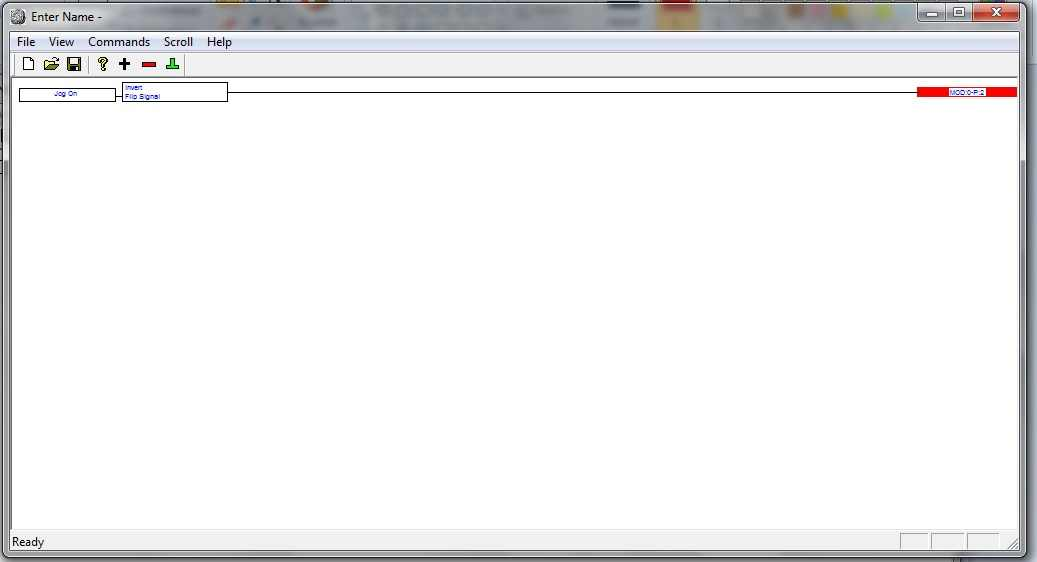 Enter Name -
File View Commands Scroll Help
Jog On
Invert
Flip Signal
MOD:0-P:2
Ready